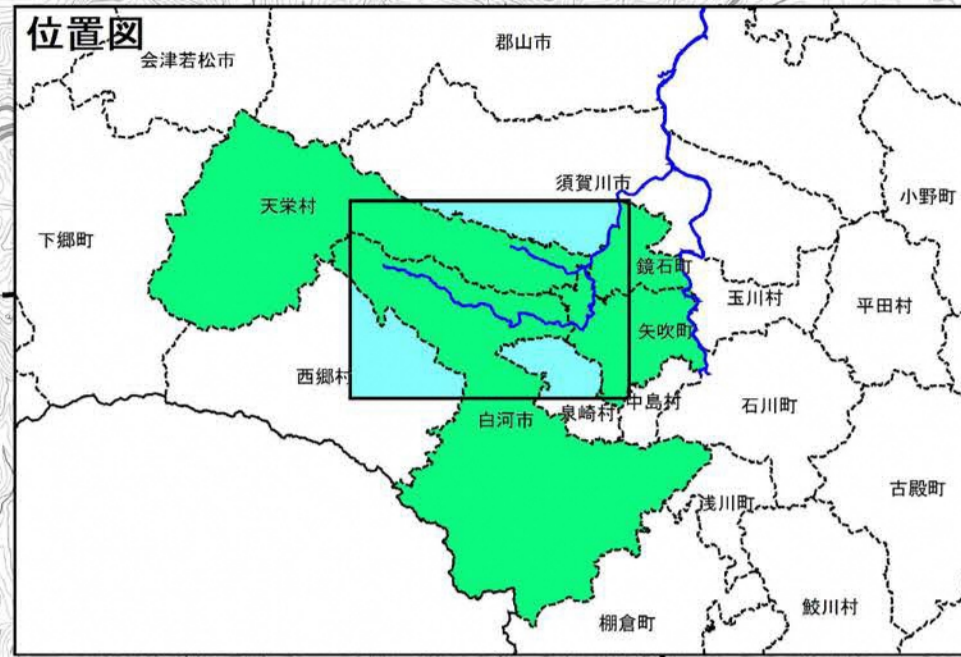 位置図
会津若松市
郡山市
須賀川市
小野町
天栄村
下郷町
鏡石町
玉川村
平田村
矢吹町
西郷村
中島村
石川町
泉崎村
白河市
古殿町
浅川町
鮫川村
棚倉町